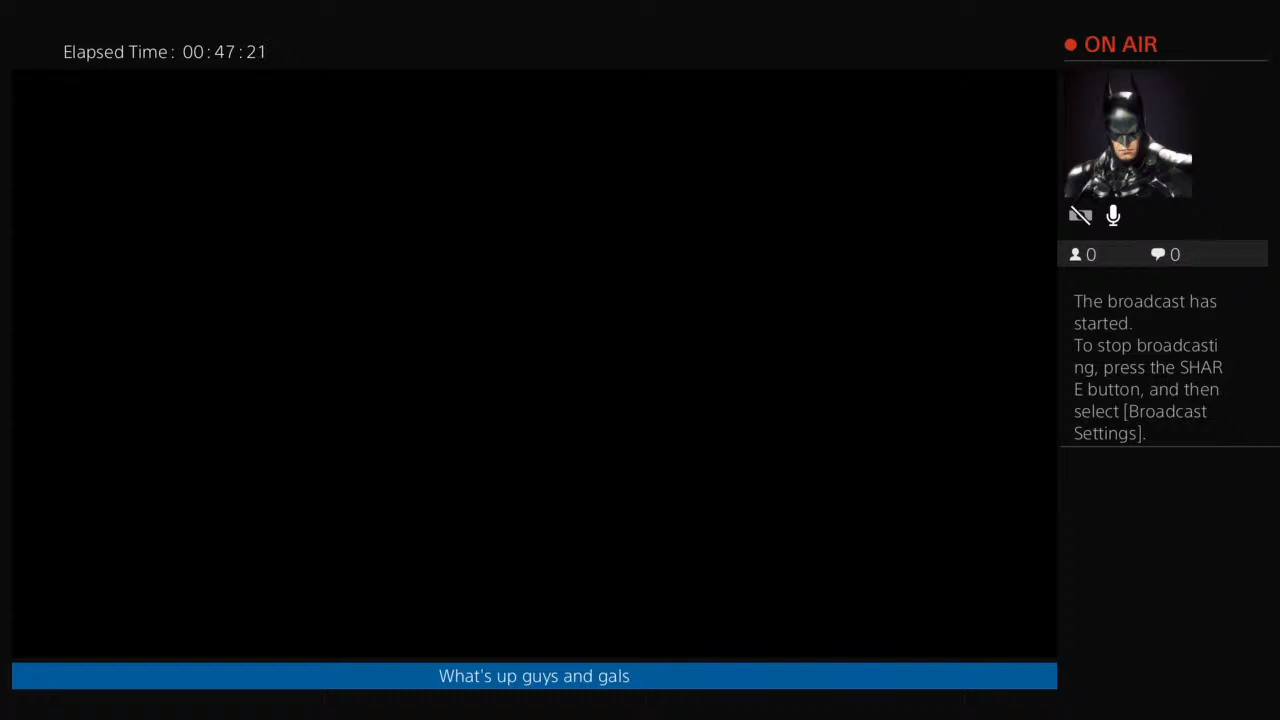 Elapsed Time: 00:47:21
ON AIR
0 0
The broadcast has
started.
To stop broadcasti
ng, press the SHAR
E button, and then
select [Broadcast
Settings].
What's up guys and gals